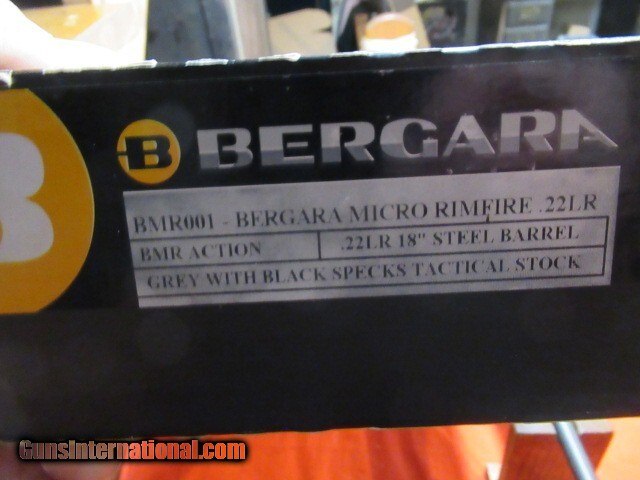 B
B BERGARA
BMR001 - BERGARA MICRO RIMFIRE .22LR
BMR ACTION .22LR 18" STEEL BARREL
GREY WITH BLACK SPECKS TACTICAL STOCK
GunsInternational.com